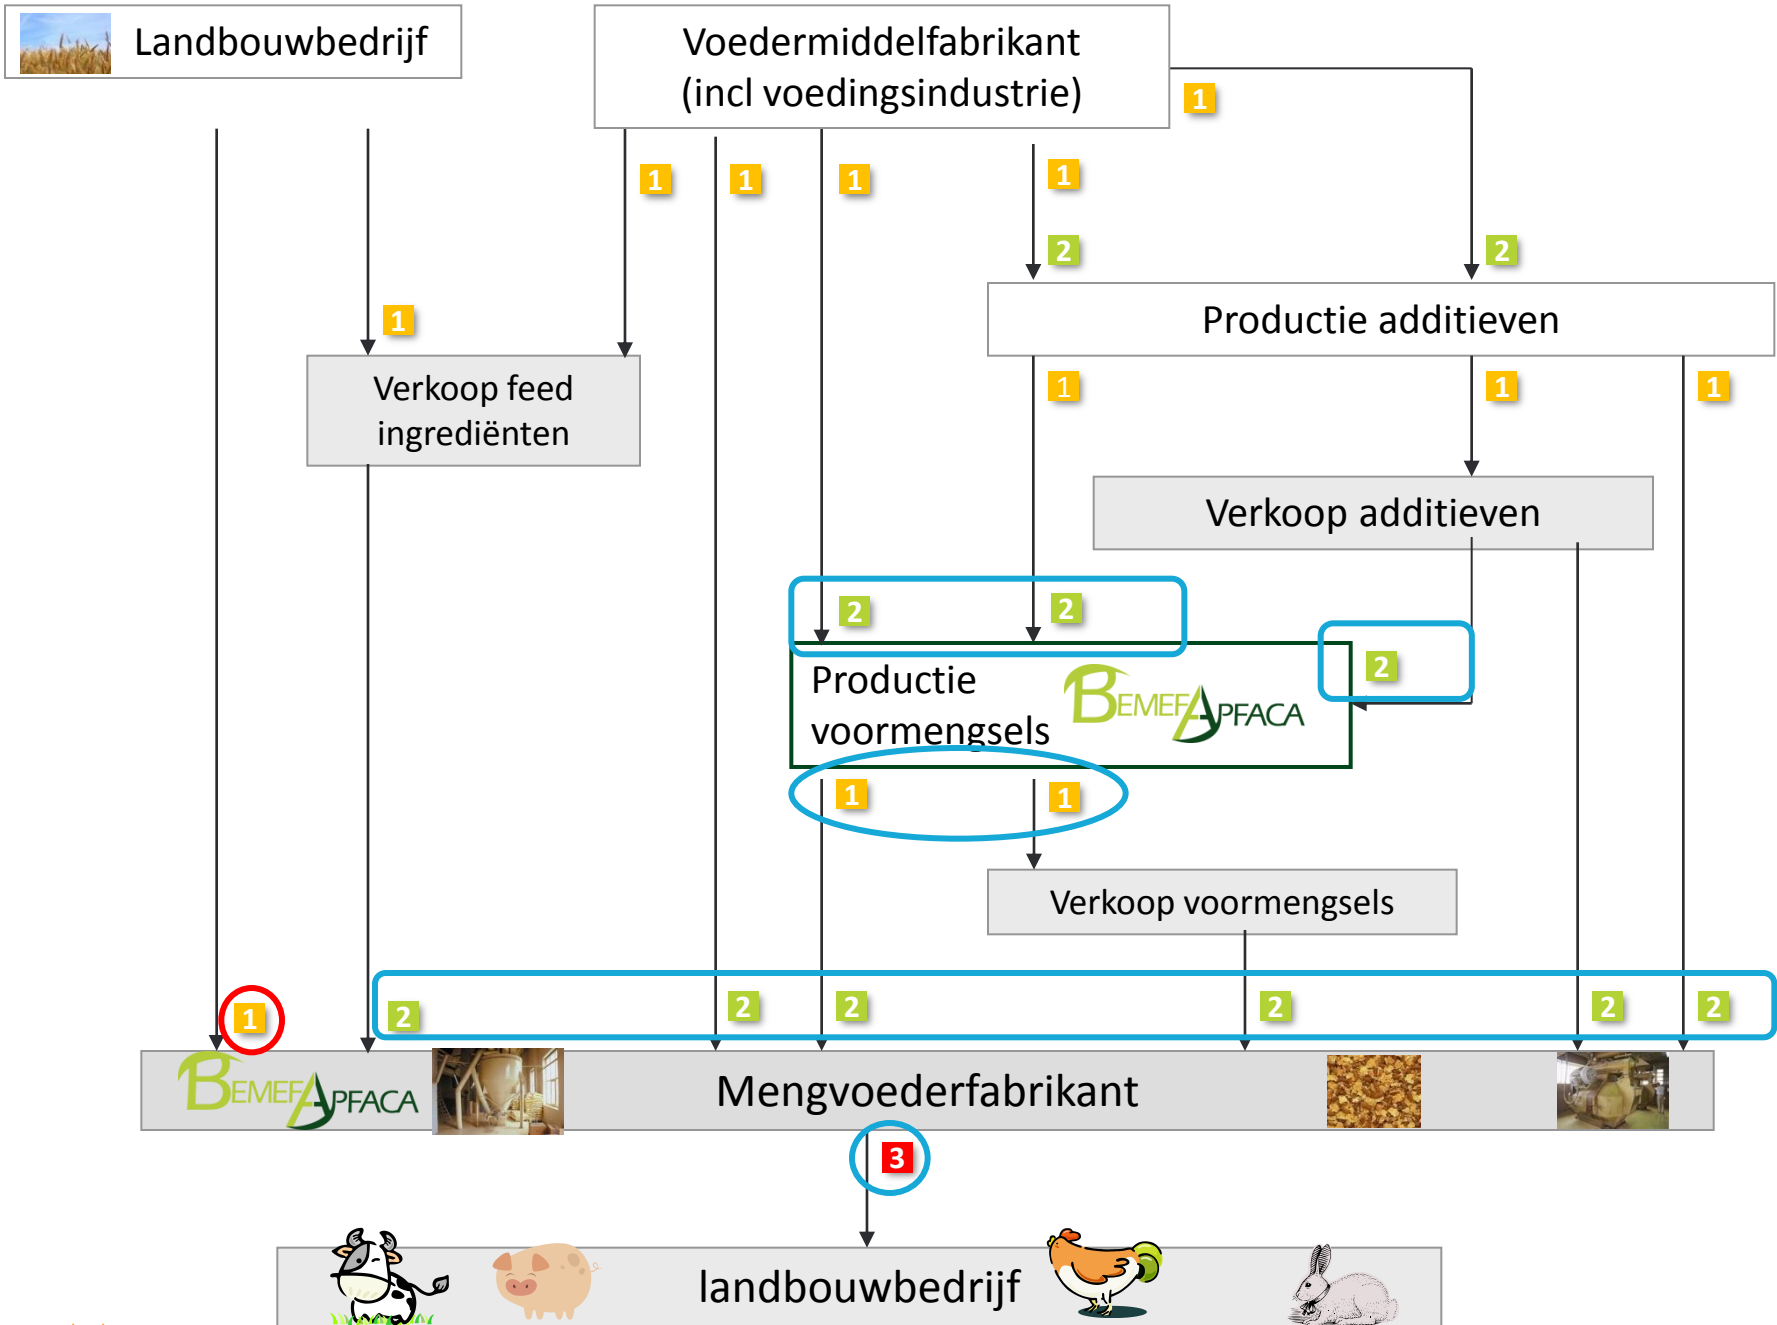 Landbouwbedrijf
Voedermiddelfabrikant
(incl voedingsindustrie)
1
1
1
1
1
2
2
1
Productie additieven
Verkoop feed
ingrediënten
1
1
1
Verkoop additieven
2
2
2
Productie
voormengsels
BEMEFA APFACA
1
1
Verkoop voormengsels
1
2
2
2
2
2
2
BEMEFA APFACA
Mengvoederfabrikant
3
landbouwbedrijf